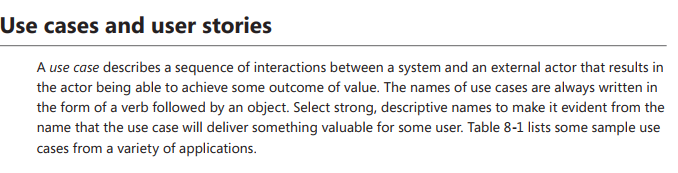 Use cases and user stories
A use case describes a sequence of interactions between a system and an external actor that results in
the actor being able to achieve some outcome of value. The names of use cases are always written in
the form of a verb followed by an object. Select strong, descriptive names to make it evident from the
name that the use case will deliver something valuable for some user. Table 8-1 lists some sample use
cases from a variety of applications.